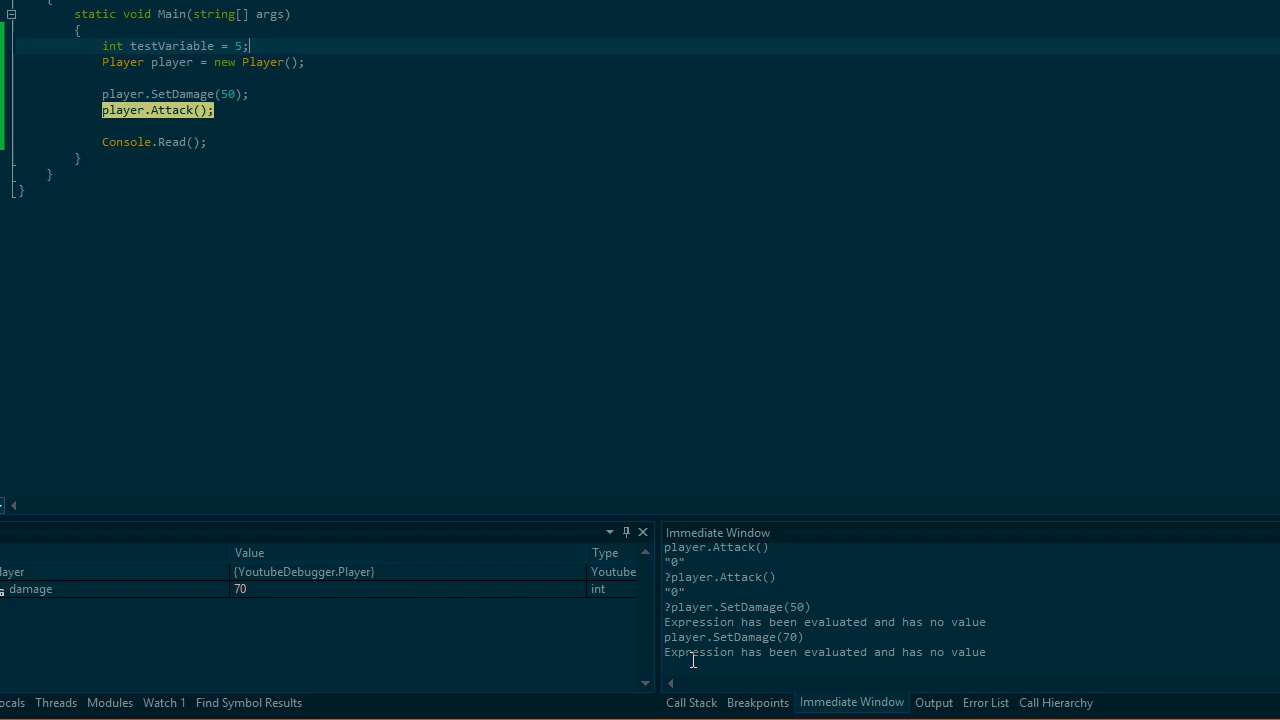 static void Main(string[] args)
{
int testVariable = 5;
Player player = new Player();
player.SetDamage(50);
player.Attack();
Console.Read();
}
}
}
Value Type
layer {YoutubeDebugger.Player} Youtube
damage 70 int
Immediate Window
player.Attack()
"0"
?player.Attack()
"0"
?player.SetDamage(50)
Expression has been evaluated and has no value
player.SetDamage(70)
Expression has been evaluated and has no value
ocals Threads Modules Watch 1 Find Symbol Results
Call Stack Breakpoints Immediate Window Output Error List Call Hierarchy